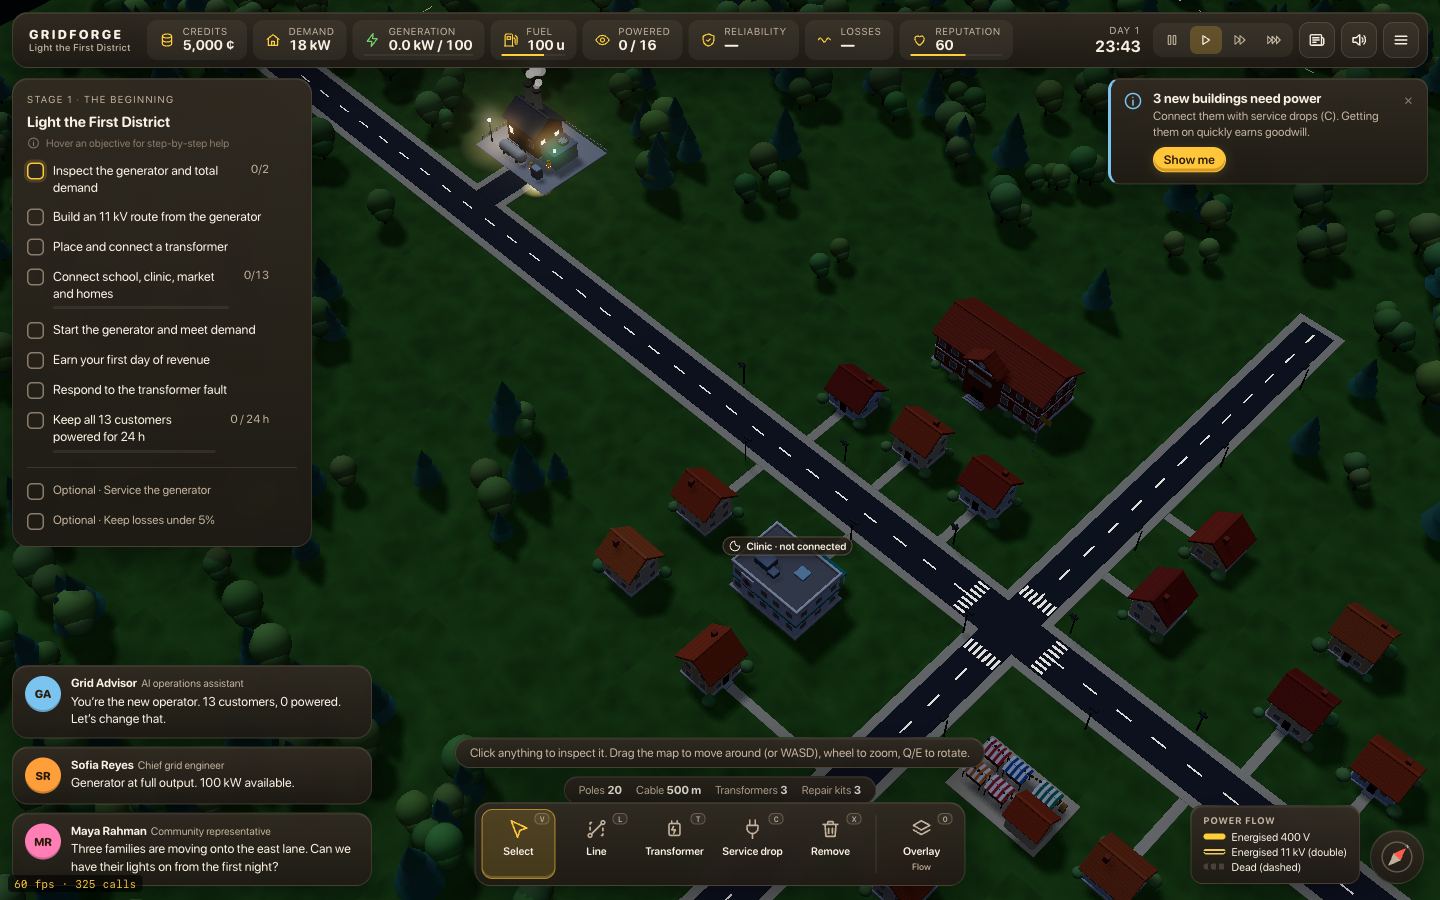 GRIDFORGE
Light the First District
CREDITS
5,000 ¢
DEMAND
18 kW
GENERATION
0.0 kW / 100
FUEL
100 u
POWERED
0 / 16
RELIABILITY
—
LOSSES
—
REPUTATION
60
DAY 1
23:43
STAGE 1 · THE BEGINNING
Light the First District
Hover an objective for step-by-step help
Inspect the generator and total 0/2
demand
Build an 11 kV route from the generator
Place and connect a transformer
Connect school, clinic, market 0/13
and homes
Start the generator and meet demand
Earn your first day of revenue
Respond to the transformer fault
Keep all 13 customers 0 / 24 h
powered for 24 h
Optional · Service the generator
Optional · Keep losses under 5%
3 new buildings need power
Connect them with service drops (C). Getting
them on quickly earns goodwill.
Show me
Clinic · not connected
GA
Grid Advisor AI operations assistant
You're the new operator. 13 customers, 0 powered.
Let's change that.
SR
Sofia Reyes Chief grid engineer
Generator at full output. 100 kW available.
MR
Maya Rahman Community representative
Three families are moving onto the east lane. Can we
have their lights on from the first night?
60 fps · 325 calls
Click anything to inspect it. Drag the map to move around (or WASD), wheel to zoom, Q/E to rotate.
Poles 20 Cable 500 m Transformers 3 Repair kits 3
V
Select
L
Line
T
Transformer
C
Service drop
X
Remove
O
Overlay
Flow
POWER FLOW
Energised 400 V
Energised 11 kV (double)
Dead (dashed)